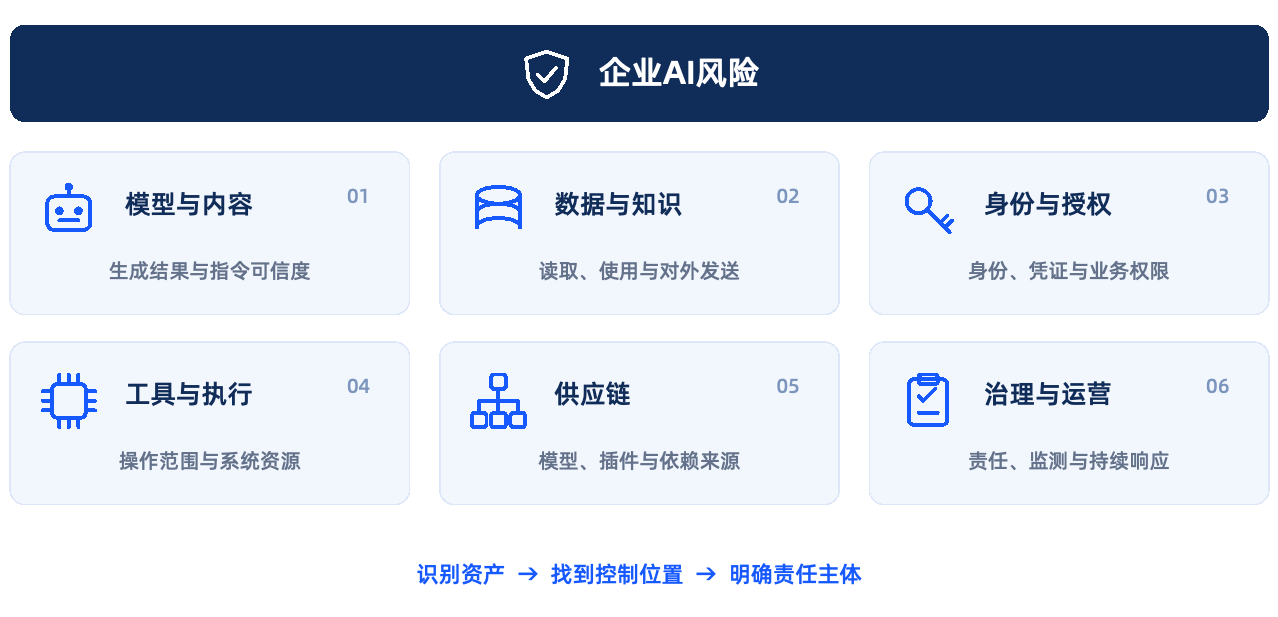 企业AI风险
模型与内容
01
生成结果与指令可信度
数据与知识
02
读取、使用与对外发送
身份与授权
03
身份、凭证与业务权限
工具与执行
04
操作范围与系统资源
供应链
05
模型、插件与依赖来源
治理与运营
06
责任、监测与持续响应
识别资产 → 找到控制位置 → 明确责任主体